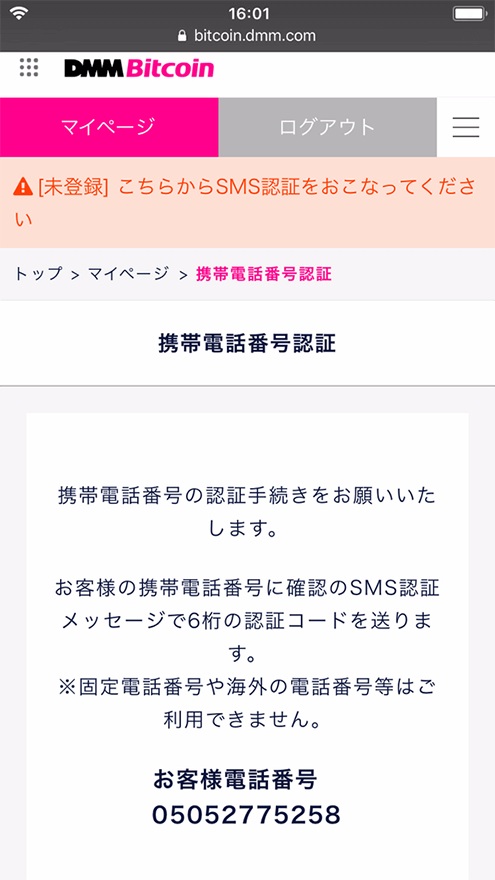 16:01
bitcoin.dmm.com
DMM Bitcoin
マイページ ログアウト
[未登録] こちらからSMS認証をおこなってくださ
い
トップ > マイページ > 携帯電話番号認証
携帯電話番号認証
携帯電話番号の認証手続きをお願いいた
します。
お客様の携帯電話番号に確認のSMS認証
メッセージで6桁の認証コードを送りま
す。
※固定電話番号や海外の電話番号等はご
利用できません。
お客様電話番号
05052775258